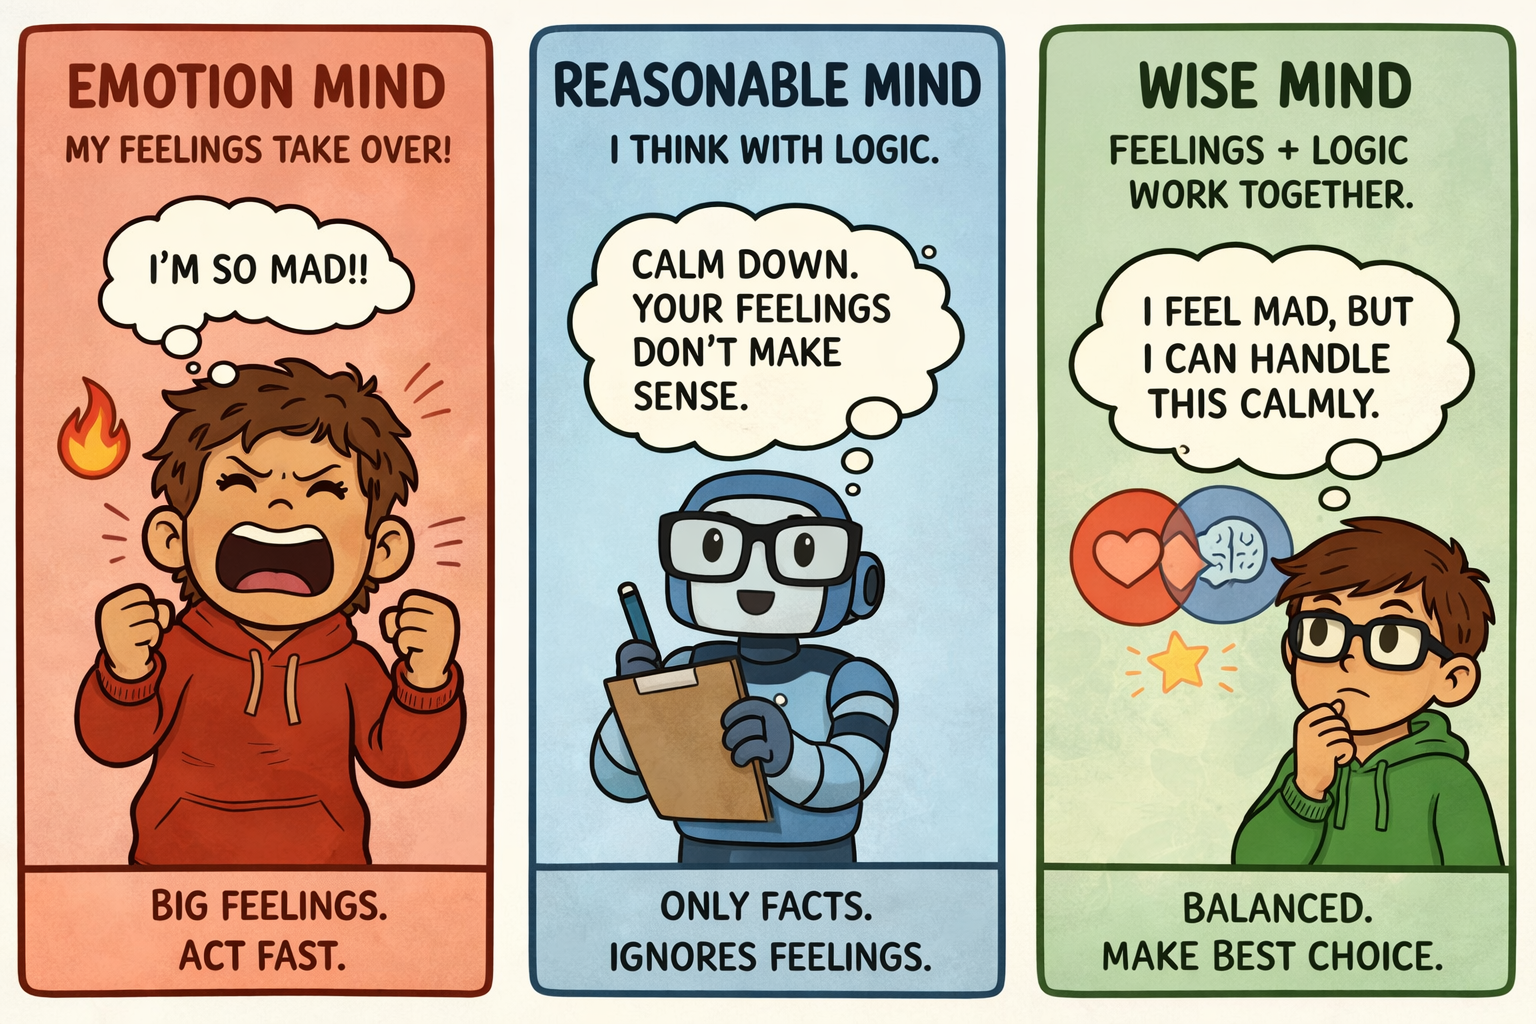 EMOTION MIND
MY FEELINGS TAKE OVER!
I'M SO MAD!!
BIG FEELINGS.
ACT FAST.
REASONABLE MIND
I THINK WITH LOGIC.
CALM DOWN.
YOUR FEELINGS
DON'T MAKE
SENSE.
ONLY FACTS.
IGNORES FEELINGS.
WISE MIND
FEELINGS + LOGIC
WORK TOGETHER.
I FEEL MAD, BUT
I CAN HANDLE
THIS CALMLY.
BALANCED.
MAKE BEST CHOICE.